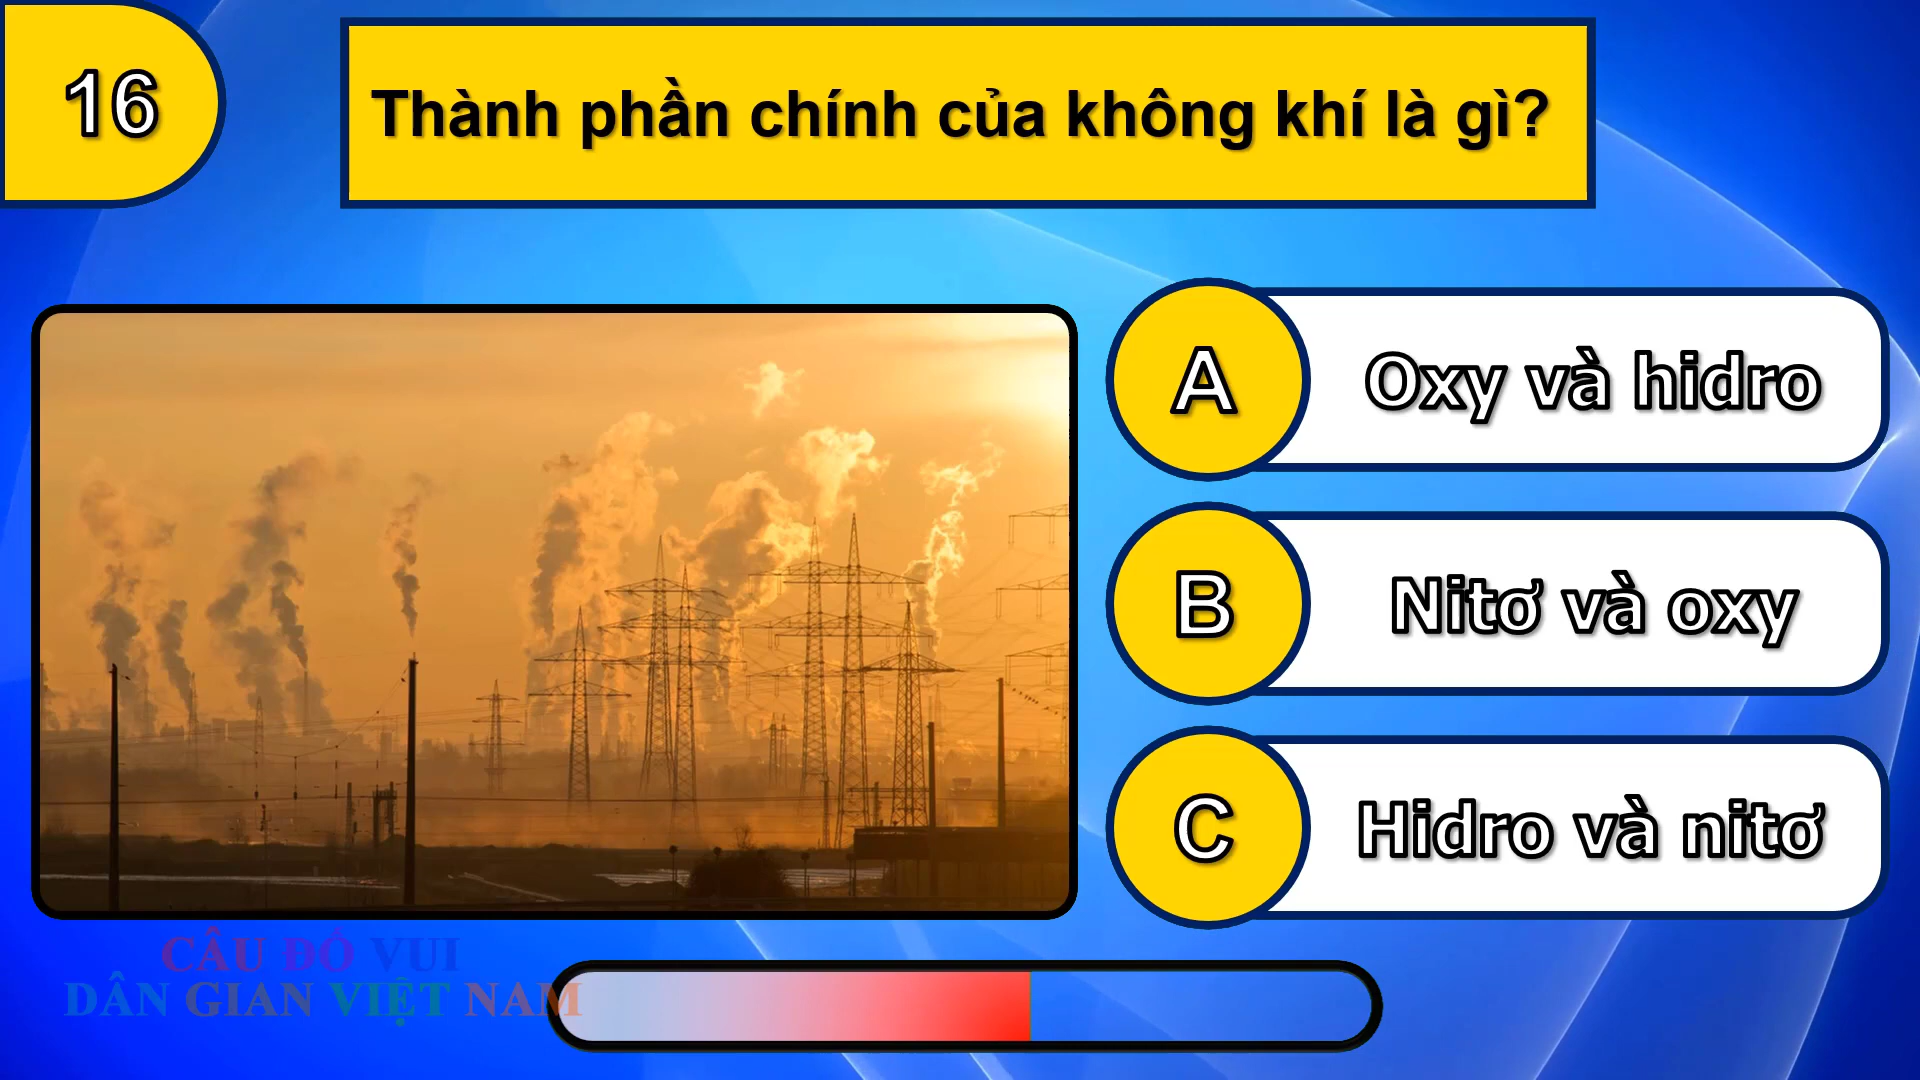 16
Thành phần chính của không khí là gì?
A
Oxy và hidro
B
Nitơ và oxy
C
Hidro và nitơ
CÂU ĐỐ VUI
DÂN GIAN VIỆT NAM